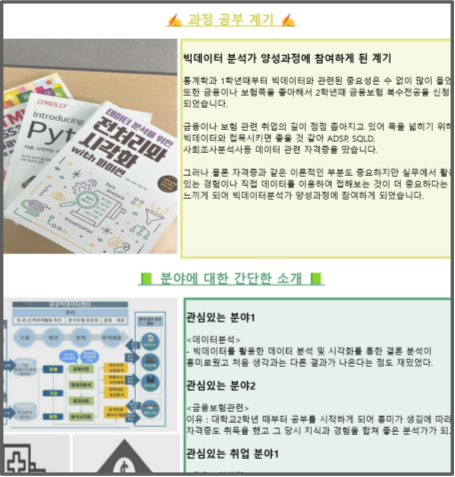 ✍ 과정 공부 계기 ✍
빅데이터 분석가 양성과정에 참여하게 된 계기
통계학과 1학년때부터 빅데이터와 관련된 중요성은 수 없이 많이 들었
또한 금융이나 보험쪽을 좋아해서 2학년때 금융보험 복수전공을 신청
되었습니다.
금융이나 보험 관련 취업의 길이 점점 좁아지고 있어 폭을 넓히기 위하
빅데이터와 접목시키면 좋을 것 같아 ADSP, SQLD,
사회조사분석사등 데이터 관련 자격증을 땄습니다.
그러나 물론 자격증과 같은 이론적인 부분도 중요하지만 실무에서 활
있는 경험이나 직접 데이터를 이용하여 접해보는 것이 더 중요하다는
느끼게 되어 빅데이터분석가 양성과정에 참여하게 되었습니다.
O'REILLY
Introducing
Pyt
데이터 분석을 위한
전처리와
시각화
with 파이썬
📗 분야에 대한 간단한 소개 📗
관심있는 분야1
<데이터분석>
- 빅데이터를 활용한 데이터 분석 및 시각화를 통한 결론 분석이
흥미로웠고 처음 생각과는 다른 결과가 나온다는 점도 재밌었다.
관심있는 분야2
<금융보험관련>
이유 : 대학교2학년 때부터 공부를 시작하게 되어 흥미가 생김에 따라
자격증도 취득을 했고 그 당시 지식과 경험을 합쳐 좋은 분석가가 되
관심있는 취업 분야1